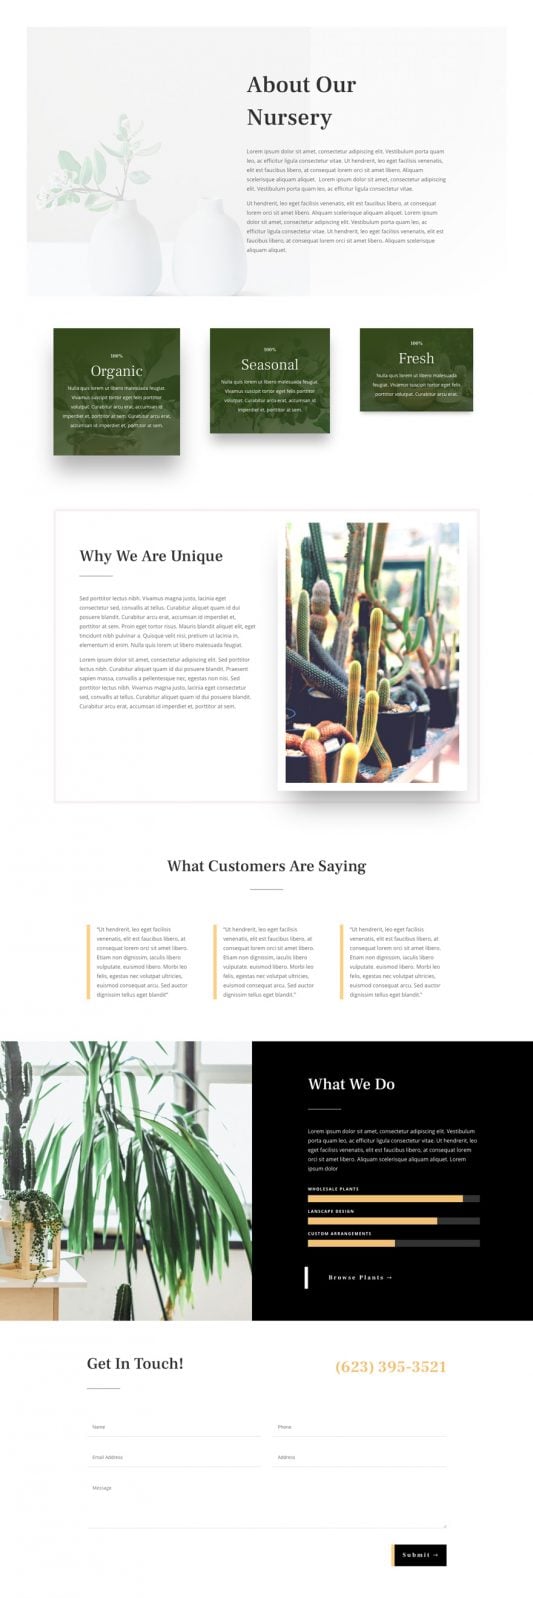 About Our
Nursery
Lorem ipsum dolor sit amet, consectetur adipiscing elit. Vestibulum porta quam
leo, ac efficitur ligula consectetur vitae. Ut hendrerit, leo eget facilisis venenatis,
elit est faucibus libero, at consequat lorem orci sit amet libero. Aliquam
scelerisque aliquam aliquet. Lorem ipsum dolor sit amet, consectetur adipiscing elit.
Vestibulum porta quam leo, ac efficitur ligula consectetur vitae.
Ut hendrerit, leo eget facilisis venenatis, elit est faucibus libero, at consequat
lorem orci sit amet libero. Aliquam scelerisque aliquam aliquet. Lorem ipsum
dolor sit amet, consectetur adipiscing elit. Vestibulum porta quam leo, ac
efficitur ligula consectetur vitae. Ut hendrerit, leo eget facilisis venenatis, elit est
faucibus libero, at consequat lorem orci sit amet libero. Aliquam scelerisque
aliquam aliquet.
100%
Organic
Nulla quis lorem ut libero malesuada feugiat.
Vivamus suscipit tortor eget felis porttitor
volutpat. Curabitur arcu erat, accumsan id
imperdiet et, porttitor at sem. Curabitur arcu erat,
accumsan id imperdiet et, porttitor at sem.
100%
Seasonal
Nulla quis lorem ut libero malesuada feugiat.
Vivamus suscipit tortor eget felis porttitor
volutpat. Curabitur arcu erat, accumsan id
imperdiet et, porttitor at sem.
100%
Fresh
Nulla quis lorem ut libero malesuada
feugiat. Vivamus suscipit tortor eget felis
porttitor volutpat. Curabitur arcu erat.
Why We Are Unique
Sed porttitor lectus nibh. Vivamus magna justo, lacinia eget
consectetur sed, convallis at tellus. Curabitur aliquet quam id dui
posuere blandit. Curabitur arcu erat, accumsan id imperdiet et,
porttitor at sem. Proin eget tortor risus. Mauris blandit aliquet elit, eget
tincidunt nibh pulvinar a. Quisque velit nisi, pretium ut lacinia in,
elementum id enim. Nulla quis lorem ut libero malesuada feugiat.
Lorem ipsum dolor sit amet, consectetur adipiscing elit. Sed porttitor
lectus nibh. Curabitur aliquet quam id dui posuere blandit. Praesent
sapien massa, convallis a pellentesque nec, egestas non nisi. Sed
porttitor lectus nibh. Vivamus magna justo, lacinia eget consectetur
sed, convallis at tellus. Curabitur aliquet quam id dui posuere blandit.
Curabitur arcu erat, accumsan id imperdiet et, porttitor at sem.
What Customers Are Saying
"Ut hendrerit, leo eget facilisis
venenatis, elit est faucibus libero, at
consequat lorem orci sit amet libero.
Etiam non dignissim, iaculis libero
vulputate, euismod libero. Morbi leo
felis, egestas nec volutpat ultricies,
euismod consequat arcu. Sed auctor
dignissim tellus eget blandit"
"Ut hendrerit, leo eget facilisis
venenatis, elit est faucibus libero, at
consequat lorem orci sit amet libero.
Etiam non dignissim, iaculis libero
vulputate, euismod libero. Morbi leo
felis, egestas nec volutpat ultricies,
euismod consequat arcu. Sed auctor
dignissim tellus eget blandit."
"Ut hendrerit, leo eget facilisis
venenatis, elit est faucibus libero, at
consequat lorem orci sit amet libero.
Etiam non dignissim, iaculis libero
vulputate, euismod libero. Morbi leo
felis, egestas nec volutpat ultricies,
euismod consequat arcu. Sed auctor
dignissim tellus eget blandit."
What We Do
Lorem ipsum dolor sit amet, consectetur adipiscing elit. Vestibulum
porta quam leo, ac efficitur ligula consectetur vitae. Ut hendrerit, leo
eget facilisis venenatis, elit est faucibus libero, at consequat lorem
orci sit amet libero. Aliquam scelerisque aliquam aliquet. Lorem
ipsum dolor
WHOLESALE PLANTS
LANSCAPE DESIGN
CUSTOM ARRANGEMENTS
Browse Plants →
Get In Touch!
(623) 395-3521
Name
Phone
Email Address
Address
Message
Submit →